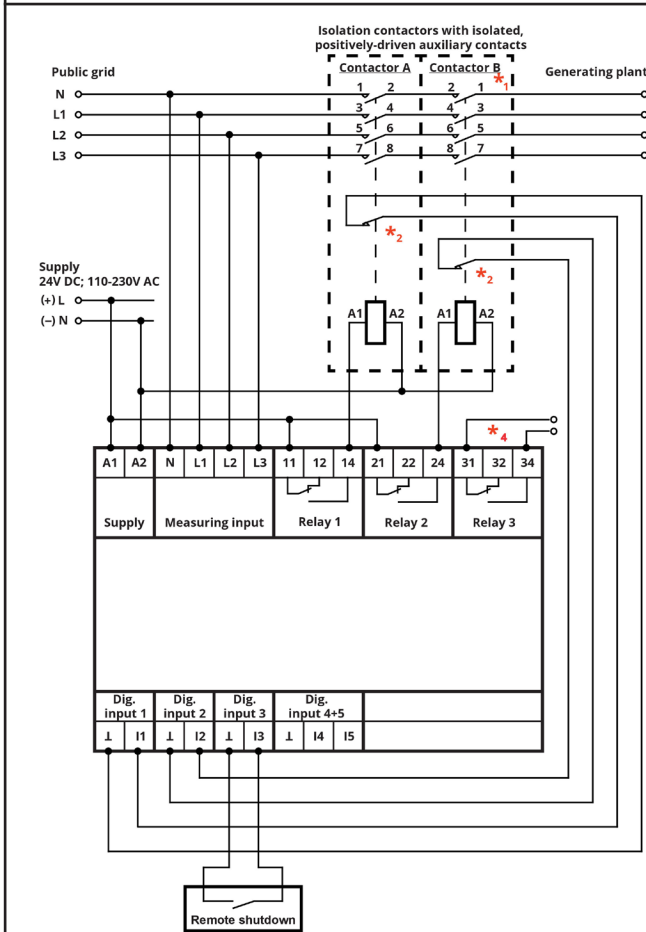 Isolation contactors with isolated,
positively-driven auxiliary contacts
Public grid
Contactor A
Contactor B
*1
Generating plant
N
1 2 2 1
L1
3 4 4 3
L2
5 6 6 5
L3
7 8 8 7
*2
*2
Supply
24V DC; 110-230V AC
(+) L
(−) N
A1 A2 A1 A2
*4
A1 A2 N L1 L2 L3 11 12 14 21 22 24 31 32 34
Supply Measuring input Relay 1 Relay 2 Relay 3
Dig. input 1
Dig. input 2
Dig. input 3
Dig. input 4+5
⊥ I1 ⊥ I2 ⊥ I3 ⊥ I4 I5
Remote shutdown